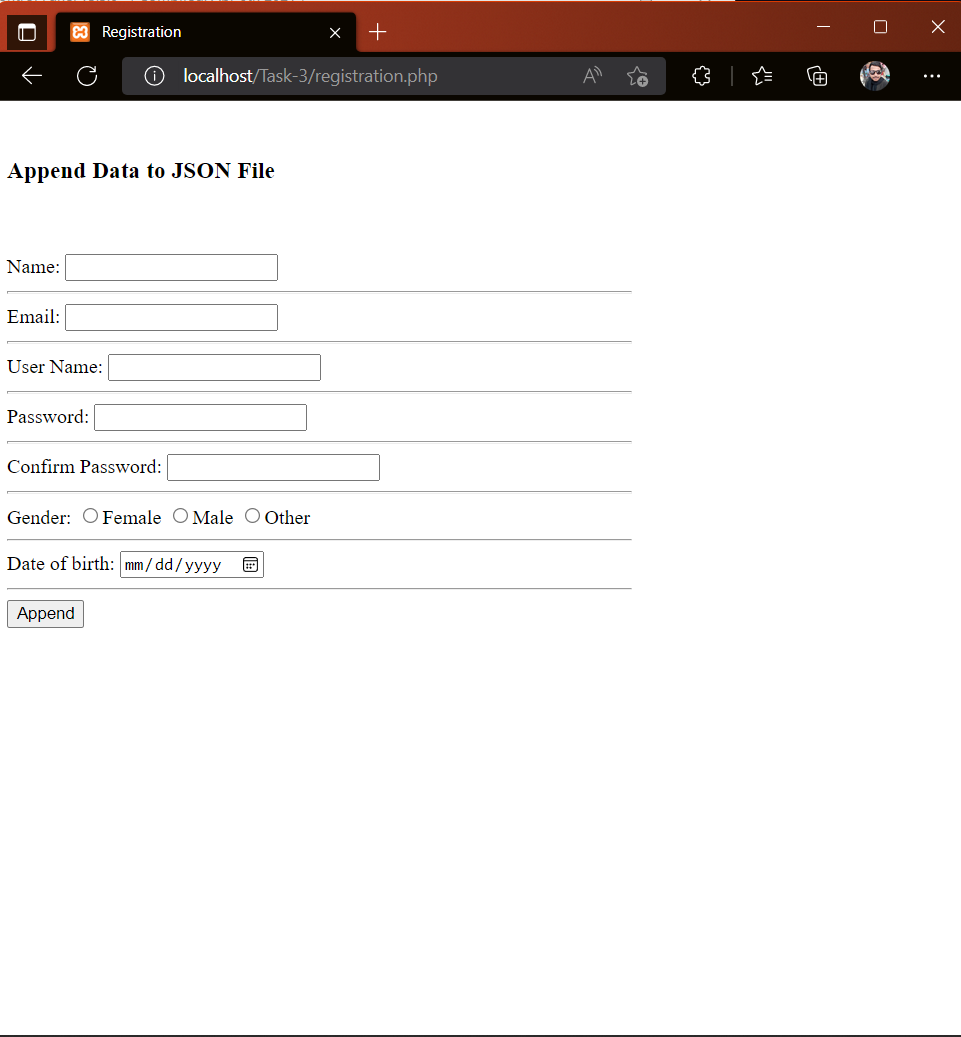 Registration
localhost/Task-3/registration.php
Append Data to JSON File
Name:
Email:
User Name:
Password:
Confirm Password:
Gender: Female Male Other
Date of birth: mm/dd/yyyy
Append